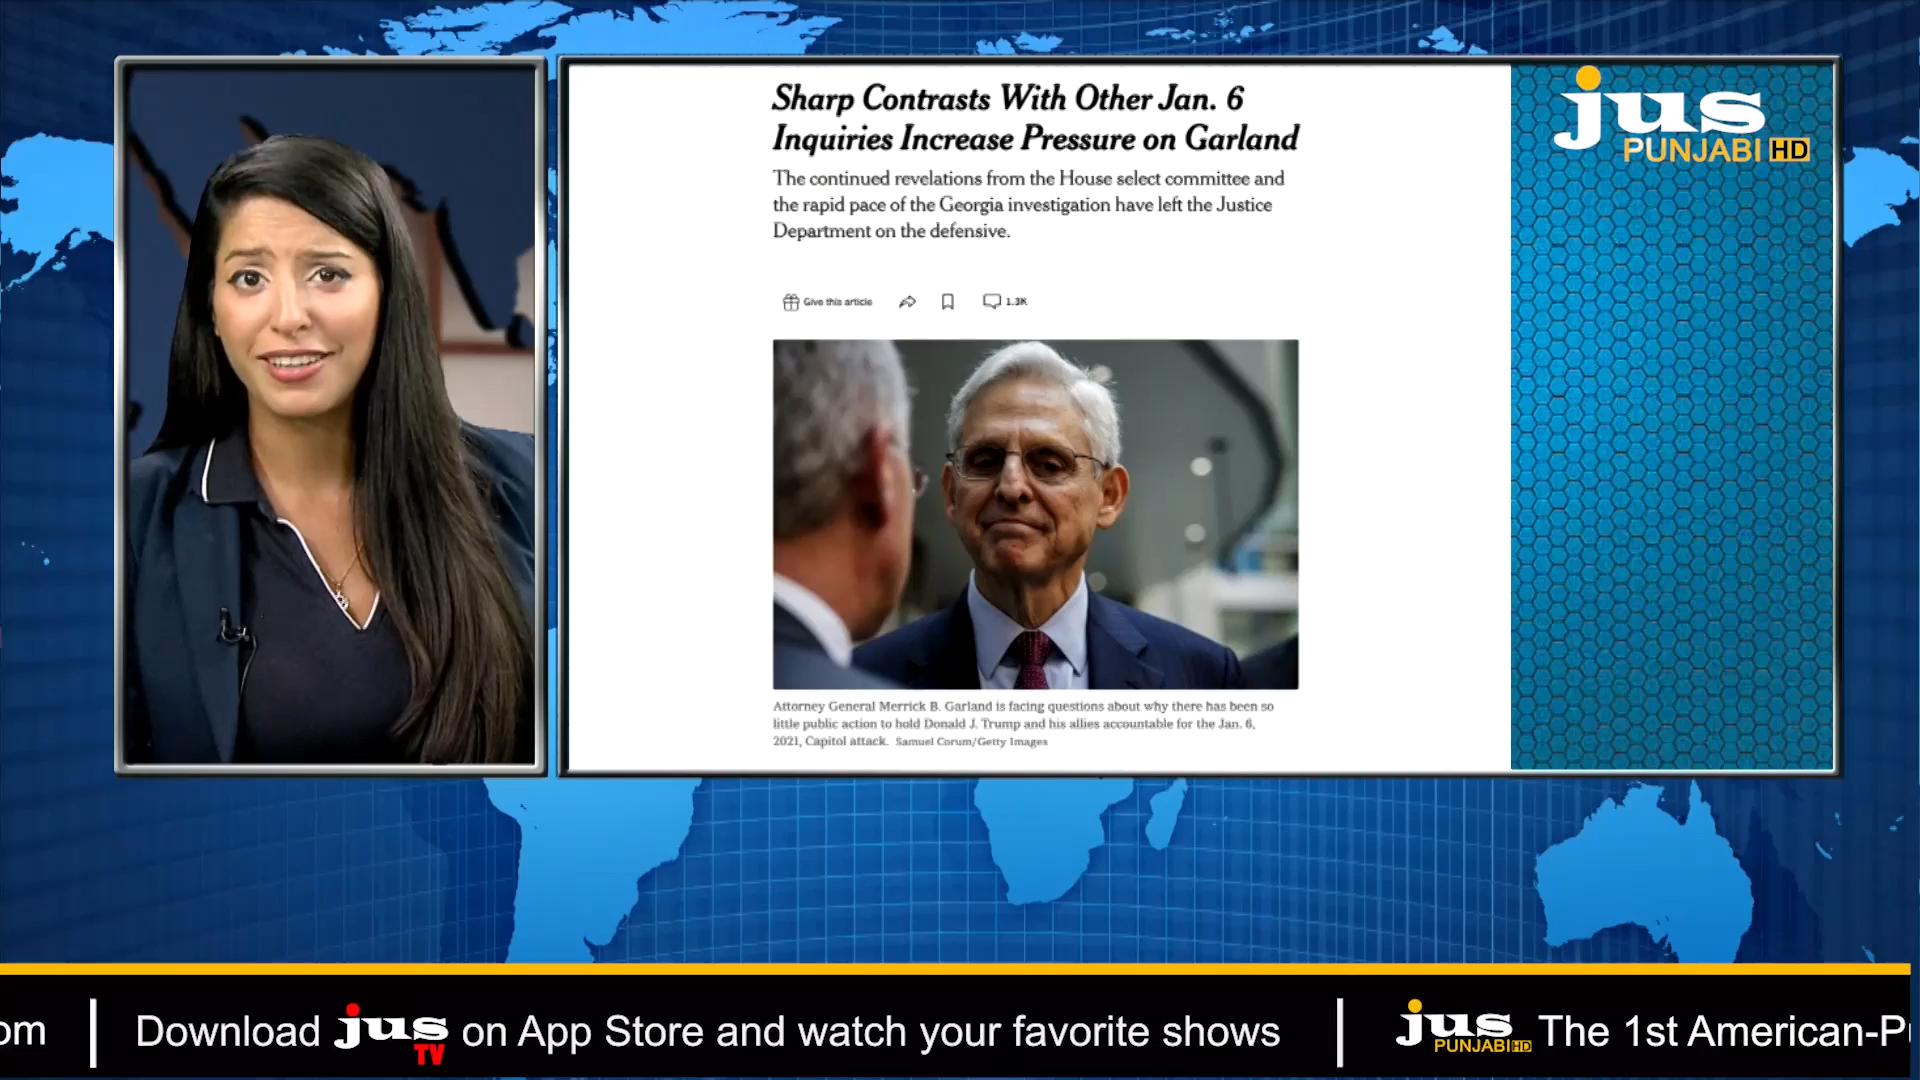 Sharp Contrasts With Other Jan. 6
Inquiries Increase Pressure on Garland
The continued revelations from the House select committee and
the rapid pace of the Georgia investigation have left the Justice
Department on the defensive.
Give this article 1.3K
Attorney General Merrick B. Garland is facing questions about why there has been so
little public action to hold Donald J. Trump and his allies accountable for the Jan. 6,
2021, Capitol attack. Samuel Corum/Getty Images
jus
PUNJABI HD
om | Download jus TV on App Store and watch your favorite shows | jus PUNJABI HD The 1st American-P